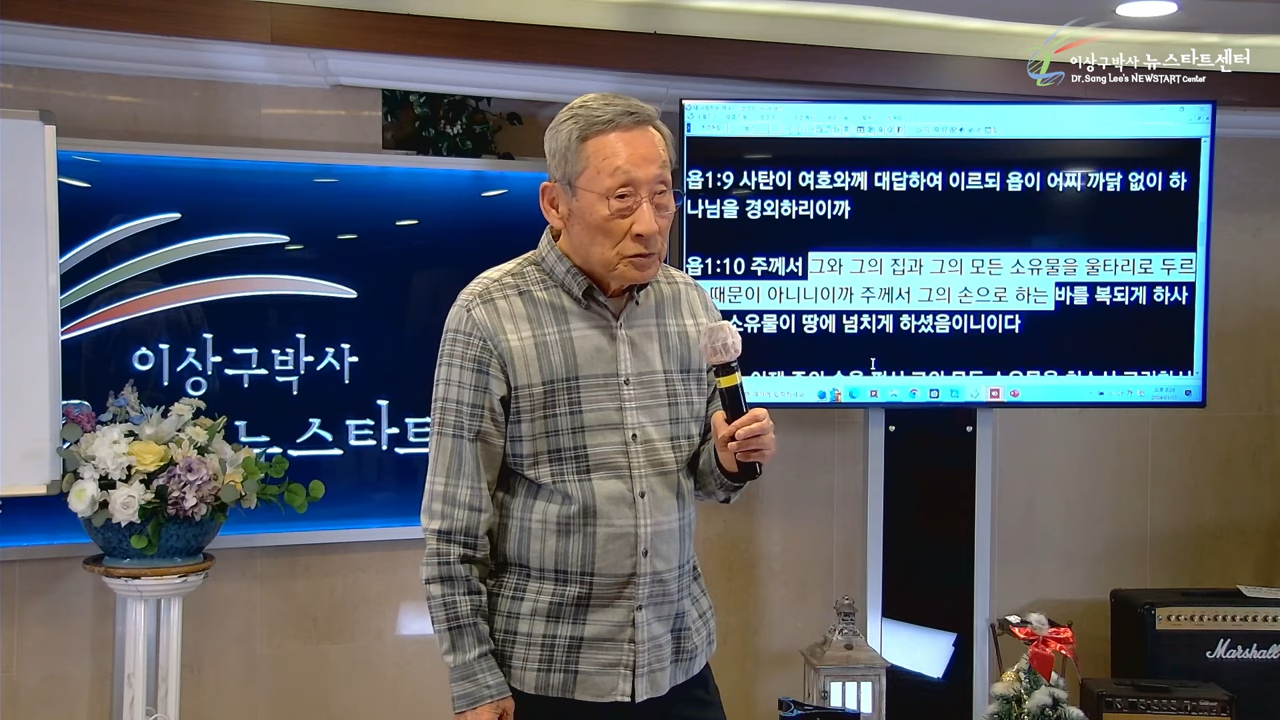 이상구박사 뉴스타트센터
Dr. Sang Lee's NEWSTART Center
욥1:9 사탄이 여호와께 대답하여 이르되 욥이 어찌 까닭 없이 하
나님을 경외하리이까
욥1:10 주께서 그와 그의 집과 그의 모든 소유물을 울타리로 두르
때문이 아니니이까 주께서 그의 손으로 하는 바를 복되게 하사
소유물이 땅에 넘치게 하셨음이니이다
이상구박사
뉴스타트
Marshall